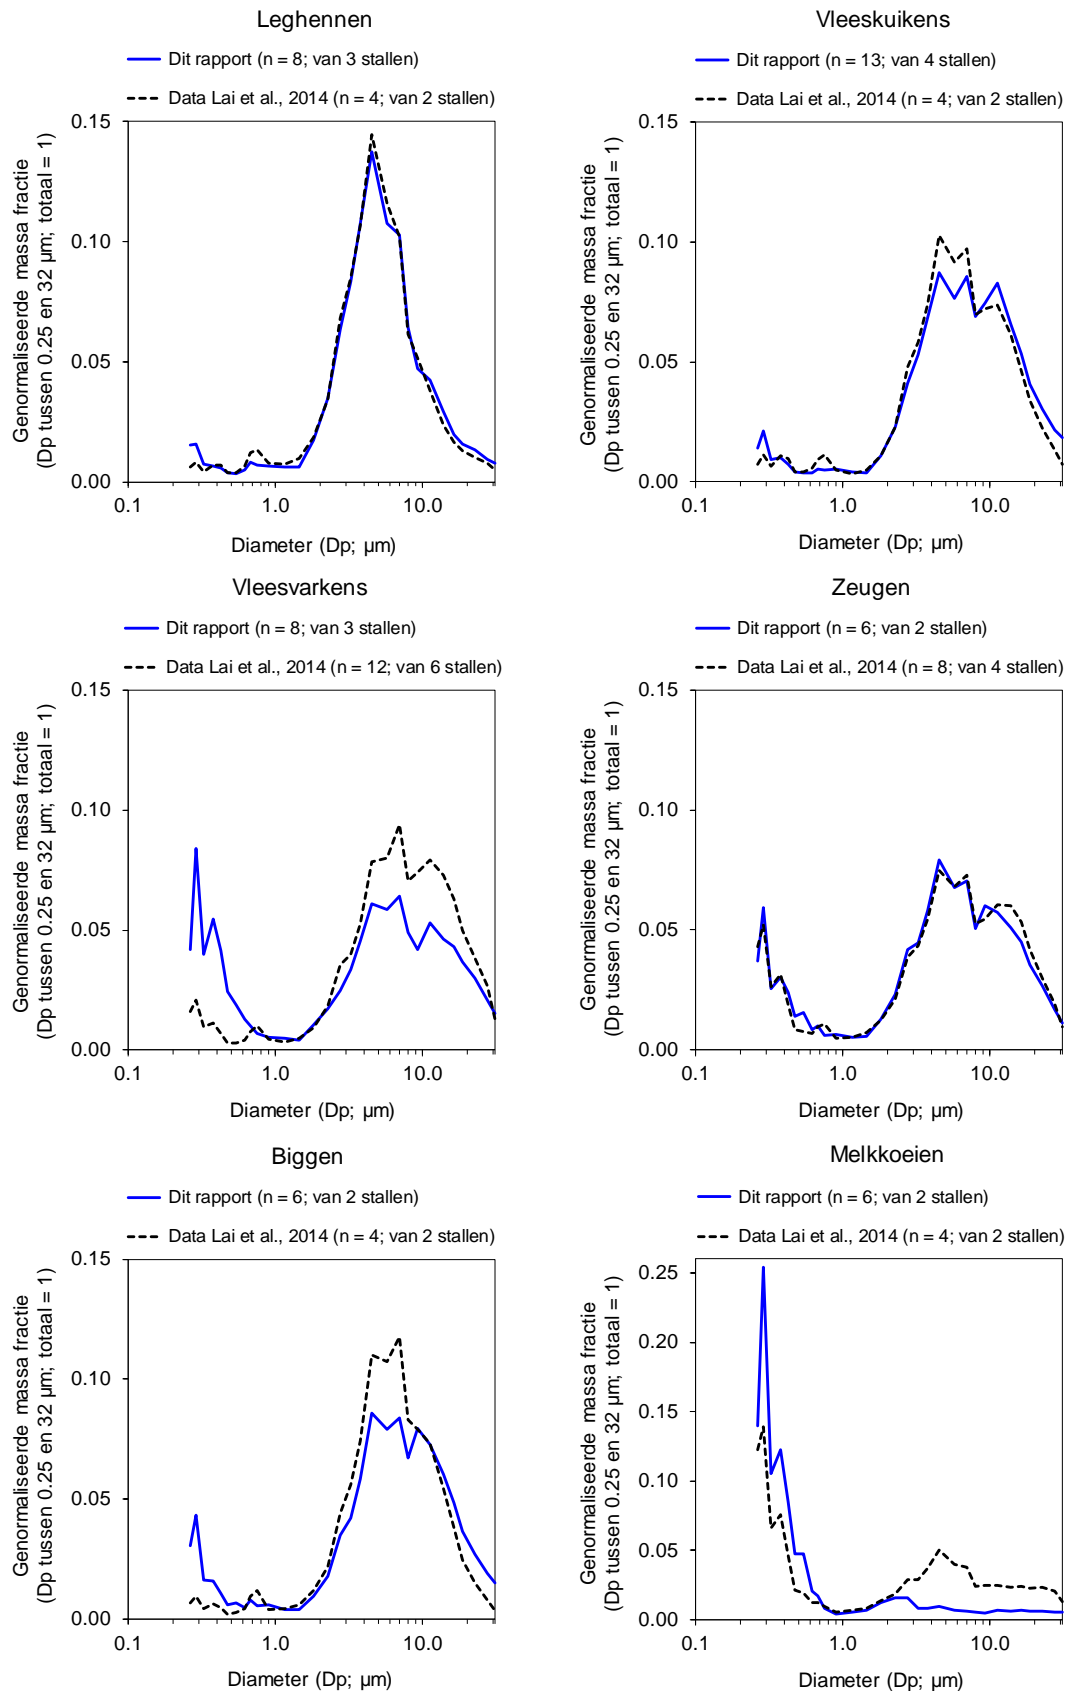 Leghennen
Dit rapport (n = 8; van 3 stallen)
Data Lai et al., 2014 (n = 4; van 2 stallen)
Genormaliseerde massa fractie
(Dp tussen 0.25 en 32 µm; totaal = 1)
0.15
0.10
0.05
0.00
0.1
1.0
10.0
Diameter (Dp; µm)
Vleeskuikens
Dit rapport (n = 13; van 4 stallen)
Data Lai et al., 2014 (n = 4; van 2 stallen)
Genormaliseerde massa fractie
(Dp tussen 0.25 en 32 µm; totaal = 1)
0.15
0.10
0.05
0.00
0.1
1.0
10.0
Diameter (Dp; µm)
Vleesvarkens
Dit rapport (n = 8; van 3 stallen)
Data Lai et al., 2014 (n = 12; van 6 stallen)
Genormaliseerde massa fractie
(Dp tussen 0.25 en 32 µm; totaal = 1)
0.15
0.10
0.05
0.00
0.1
1.0
10.0
Diameter (Dp; µm)
Zeugen
Dit rapport (n = 6; van 2 stallen)
Data Lai et al., 2014 (n = 8; van 4 stallen)
Genormaliseerde massa fractie
(Dp tussen 0.25 en 32 µm; totaal = 1)
0.15
0.10
0.05
0.00
0.1
1.0
10.0
Diameter (Dp; µm)
Biggen
Dit rapport (n = 6; van 2 stallen)
Data Lai et al., 2014 (n = 4; van 2 stallen)
Genormaliseerde massa fractie
(Dp tussen 0.25 en 32 µm; totaal = 1)
0.15
0.10
0.05
0.00
0.1
1.0
10.0
Diameter (Dp; µm)
Melkkoeien
Dit rapport (n = 6; van 2 stallen)
Data Lai et al., 2014 (n = 4; van 2 stallen)
Genormaliseerde massa fractie
(Dp tussen 0.25 en 32 µm; totaal = 1)
0.25
0.20
0.15
0.10
0.05
0.00
0.1
1.0
10.0
Diameter (Dp; µm)